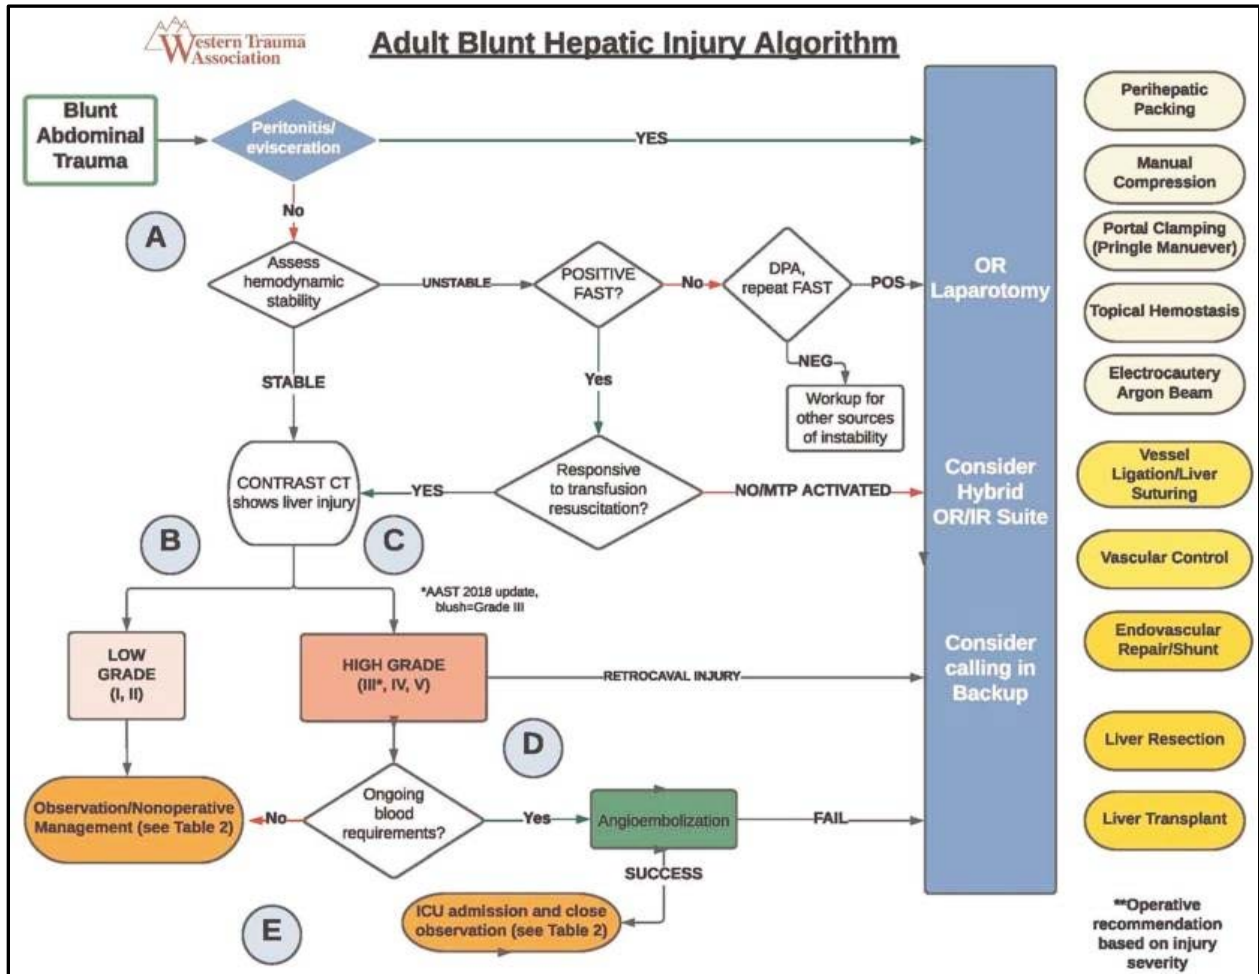 Western Trauma
Association
Adult Blunt Hepatic Injury Algorithm
Blunt
Abdominal
Trauma
Peritonitis/
evisceration
YES
No
A
Assess
hemodynamic
stability
UNSTABLE
POSITIVE
FAST?
No
DPA,
repeat FAST
POS
OR
Laparotomy
STABLE
Yes
NEG
Workup for
other sources
of instability
CONTRAST CT
shows liver injury
YES
Responsive
to transfusion
resuscitation?
NO/MTP ACTIVATED
Consider
Hybrid
OR/IR Suite
B
C
*AAST 2018 update,
blush=Grade III
LOW
GRADE
(I, II)
HIGH GRADE
(III*, IV, V)
RETROCAVAL INJURY
Consider
calling in
Backup
D
Observation/Nonoperative
Management (see Table 2)
No
Ongoing
blood
requirements?
Yes
Angioembolization
FAIL
SUCCESS
ICU admission and close
observation (see Table 2)
E
Perihepatic
Packing
Manual
Compression
Portal Clamping
(Pringle Manuever)
Topical Hemostasis
Electrocautery
Argon Beam
Vessel
Ligation/Liver
Suturing
Vascular Control
Endovascular
Repair/Shunt
Liver Resection
Liver Transplant
**Operative
recommendation
based on injury
severity